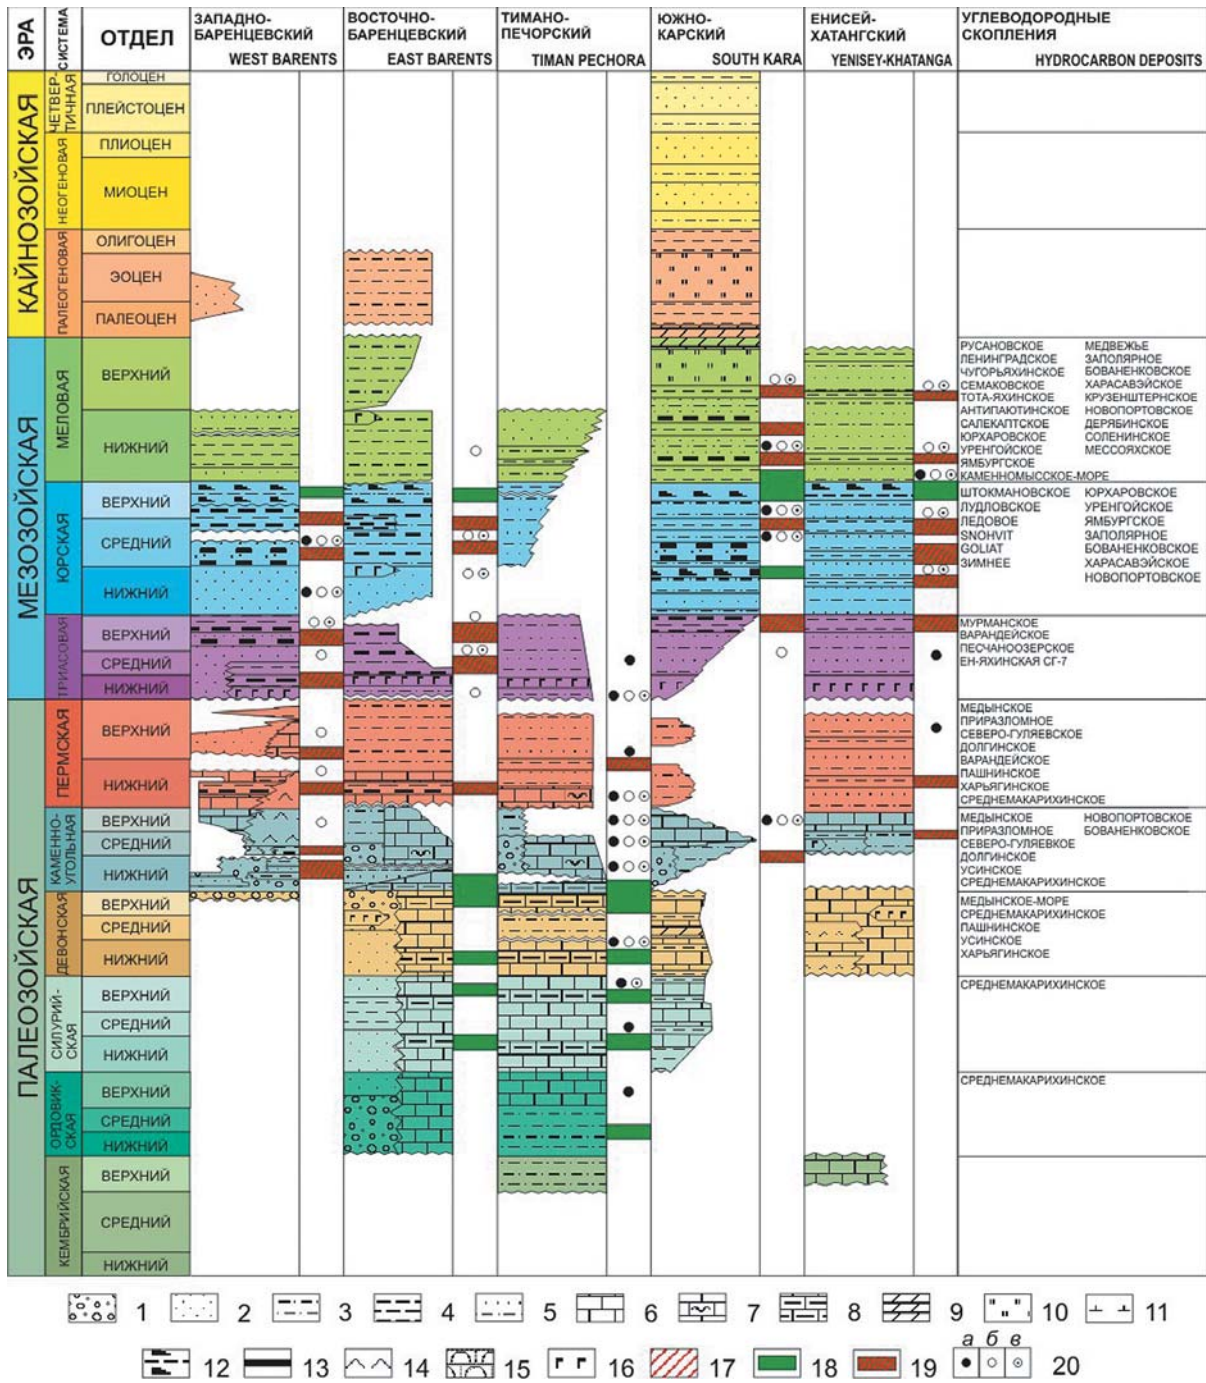 ЭРА
СИСТЕМА
ОТДЕЛ
ЗАПАДНО-
БАРЕНЦЕВСКИЙ
WEST BARENTS
ВОСТОЧНО-
БАРЕНЦЕВСКИЙ
EAST BARENTS
ТИМАНО-
ПЕЧОРСКИЙ
TIMAN PECHORA
ЮЖНО-
КАРСКИЙ
SOUTH KARA
ЕНИСЕЙ-
ХАТАНГСКИЙ
YENISEY-KHATANGA
УГЛЕВОДОРОДНЫЕ
СКОПЛЕНИЯ
HYDROCARBON DEPOSITS
КАЙНОЗОЙСКАЯ
ЧЕТВЕР-
ТИЧНАЯ
ГОЛОЦЕН
ПЛЕЙСТОЦЕН
НЕОГЕНОВАЯ
ПЛИОЦЕН
МИОЦЕН
ПАЛЕОГЕНОВАЯ
ОЛИГОЦЕН
ЭОЦЕН
ПАЛЕОЦЕН
МЕЗОЗОЙСКАЯ
МЕЛОВАЯ
ВЕРХНИЙ
НИЖНИЙ
РУСАНОВСКОЕ МЕДВЕЖЬЕ
ЛЕНИНГРАДСКОЕ ЗАПОЛЯРНОЕ
ЧУГОРЬЯХИНСКОЕ БОВАНЕНКОВСКОЕ
СЕМАКОВСКОЕ ХАРАСАВЭЙСКОЕ
ТОТА-ЯХИНСКОЕ КРУЗЕНШТЕРНСКОЕ
АНТИПАЮТИНСКОЕ НОВОПОРТОВСКОЕ
САЛЕКАПТСКОЕ ДЕРЯБИНСКОЕ
ЮРХАРОВСКОЕ СОЛЕНИНСКОЕ
УРЕНГОЙСКОЕ МЕССОЯХСКОЕ
ЯМБУРГСКОЕ
КАМЕННОМЫССКОЕ-МОРЕ
ЮРСКАЯ
ВЕРХНИЙ
СРЕДНИЙ
НИЖНИЙ
ШТОКМАНОВСКОЕ ЮРХАРОВСКОЕ
ЛУДЛОВСКОЕ УРЕНГОЙСКОЕ
ЛЕДОВОЕ ЯМБУРГСКОЕ
SNOHVIT ЗАПОЛЯРНОЕ
GOLIAT БОВАНЕНКОВСКОЕ
ЗИМНЕЕ ХАРАСАВЭЙСКОЕ
НОВОПОРТОВСКОЕ
ТРИАСОВАЯ
ВЕРХНИЙ
СРЕДНИЙ
НИЖНИЙ
МУРМАНСКОЕ
ВАРАНДЕЙСКОЕ
ПЕСЧАНООЗЕРСКОЕ
ЕН-ЯХИНСКАЯ СГ-7
ПАЛЕОЗОЙСКАЯ
ПЕРМСКАЯ
ВЕРХНИЙ
НИЖНИЙ
МЕДЫНСКОЕ
ПРИРАЗЛОМНОЕ
СЕВЕРО-ГУЛЯЕВСКОЕ
ДОЛГИНСКОЕ
ВАРАНДЕЙСКОЕ
ПАШНИНСКОЕ
ХАРЬЯГИНСКОЕ
СРЕДНЕМАКАРИХИНСКОЕ
КАМЕННО-
УГОЛЬНАЯ
ВЕРХНИЙ
СРЕДНИЙ
НИЖНИЙ
МЕДЫНСКОЕ НОВОПОРТОВСКОЕ
ПРИРАЗЛОМНОЕ БОВАНЕНКОВСКОЕ
СЕВЕРО-ГУЛЯЕВКОЕ
ДОЛГИНСКОЕ
УСИНСКОЕ
СРЕДНЕМАКАРИХИНСКОЕ
ДЕВОНСКАЯ
ВЕРХНИЙ
СРЕДНИЙ
НИЖНИЙ
МЕДЫНСКОЕ-МОРЕ
СРЕДНЕМАКАРИХИНСКОЕ
ПАШНИНСКОЕ
УСИНСКОЕ
ХАРЬЯГИНСКОЕ
СИЛУРИЙ-
СКАЯ
ВЕРХНИЙ
СРЕДНИЙ
НИЖНИЙ
СРЕДНЕМАКАРИХИНСКОЕ
ОРДОВИК-
СКАЯ
ВЕРХНИЙ
СРЕДНИЙ
НИЖНИЙ
СРЕДНЕМАКАРИХИНСКОЕ
КЕМБРИЙСКАЯ
ВЕРХНИЙ
СРЕДНИЙ
НИЖНИЙ
1 2 3 4 5 6 7 8 9 10 11
а б в
12 13 14 15 16 17 18 19 20